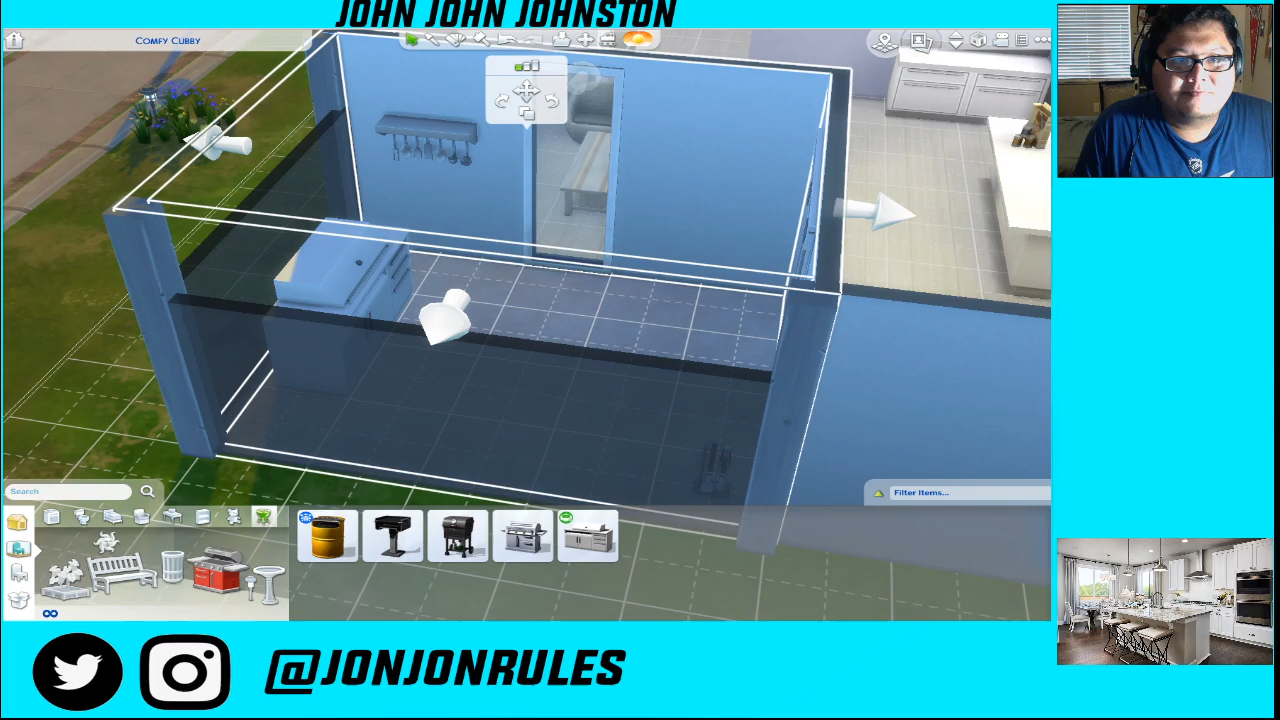 JOHN JOHN JOHNSTON
COMFY CUBBY
Search
Filter Items...
@JONJONRULES